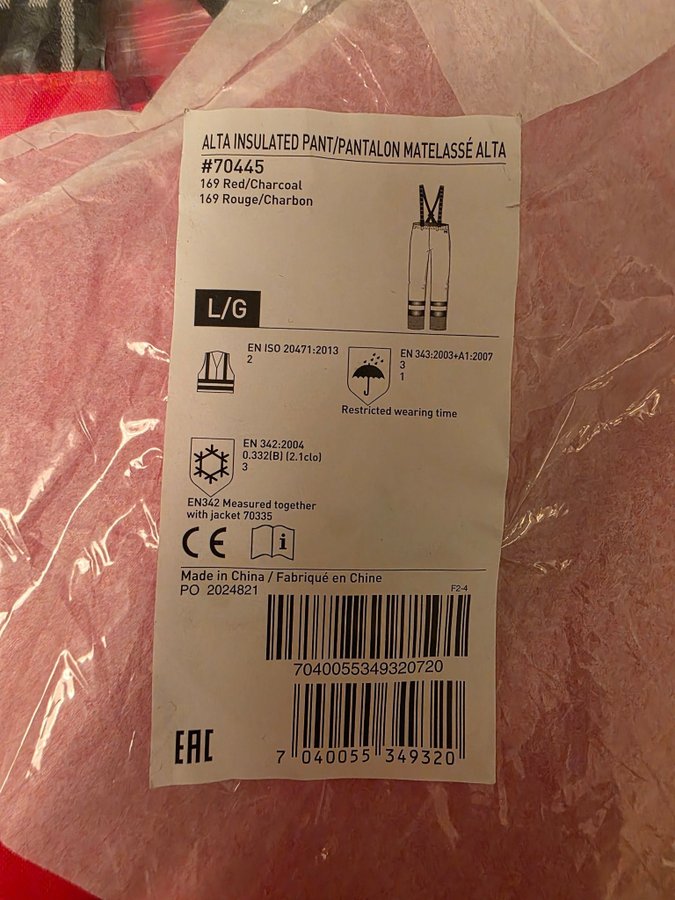 ALTA INSULATED PANT/PANTALON MATELASSÉ ALTA
#70445
169 Red/Charcoal
169 Rouge/Charbon
L/G
EN ISO 20471:2013
2
EN 343:2003+A1:2007
3
1
Restricted wearing time
EN 342:2004
0.332(B) (2.1clo)
3
EN342 Measured together
with jacket 70335
CE
i
Made in China / Fabriqué en Chine
PO 2024821
F2-4
7040055349320720
EAC
7 040055 349320